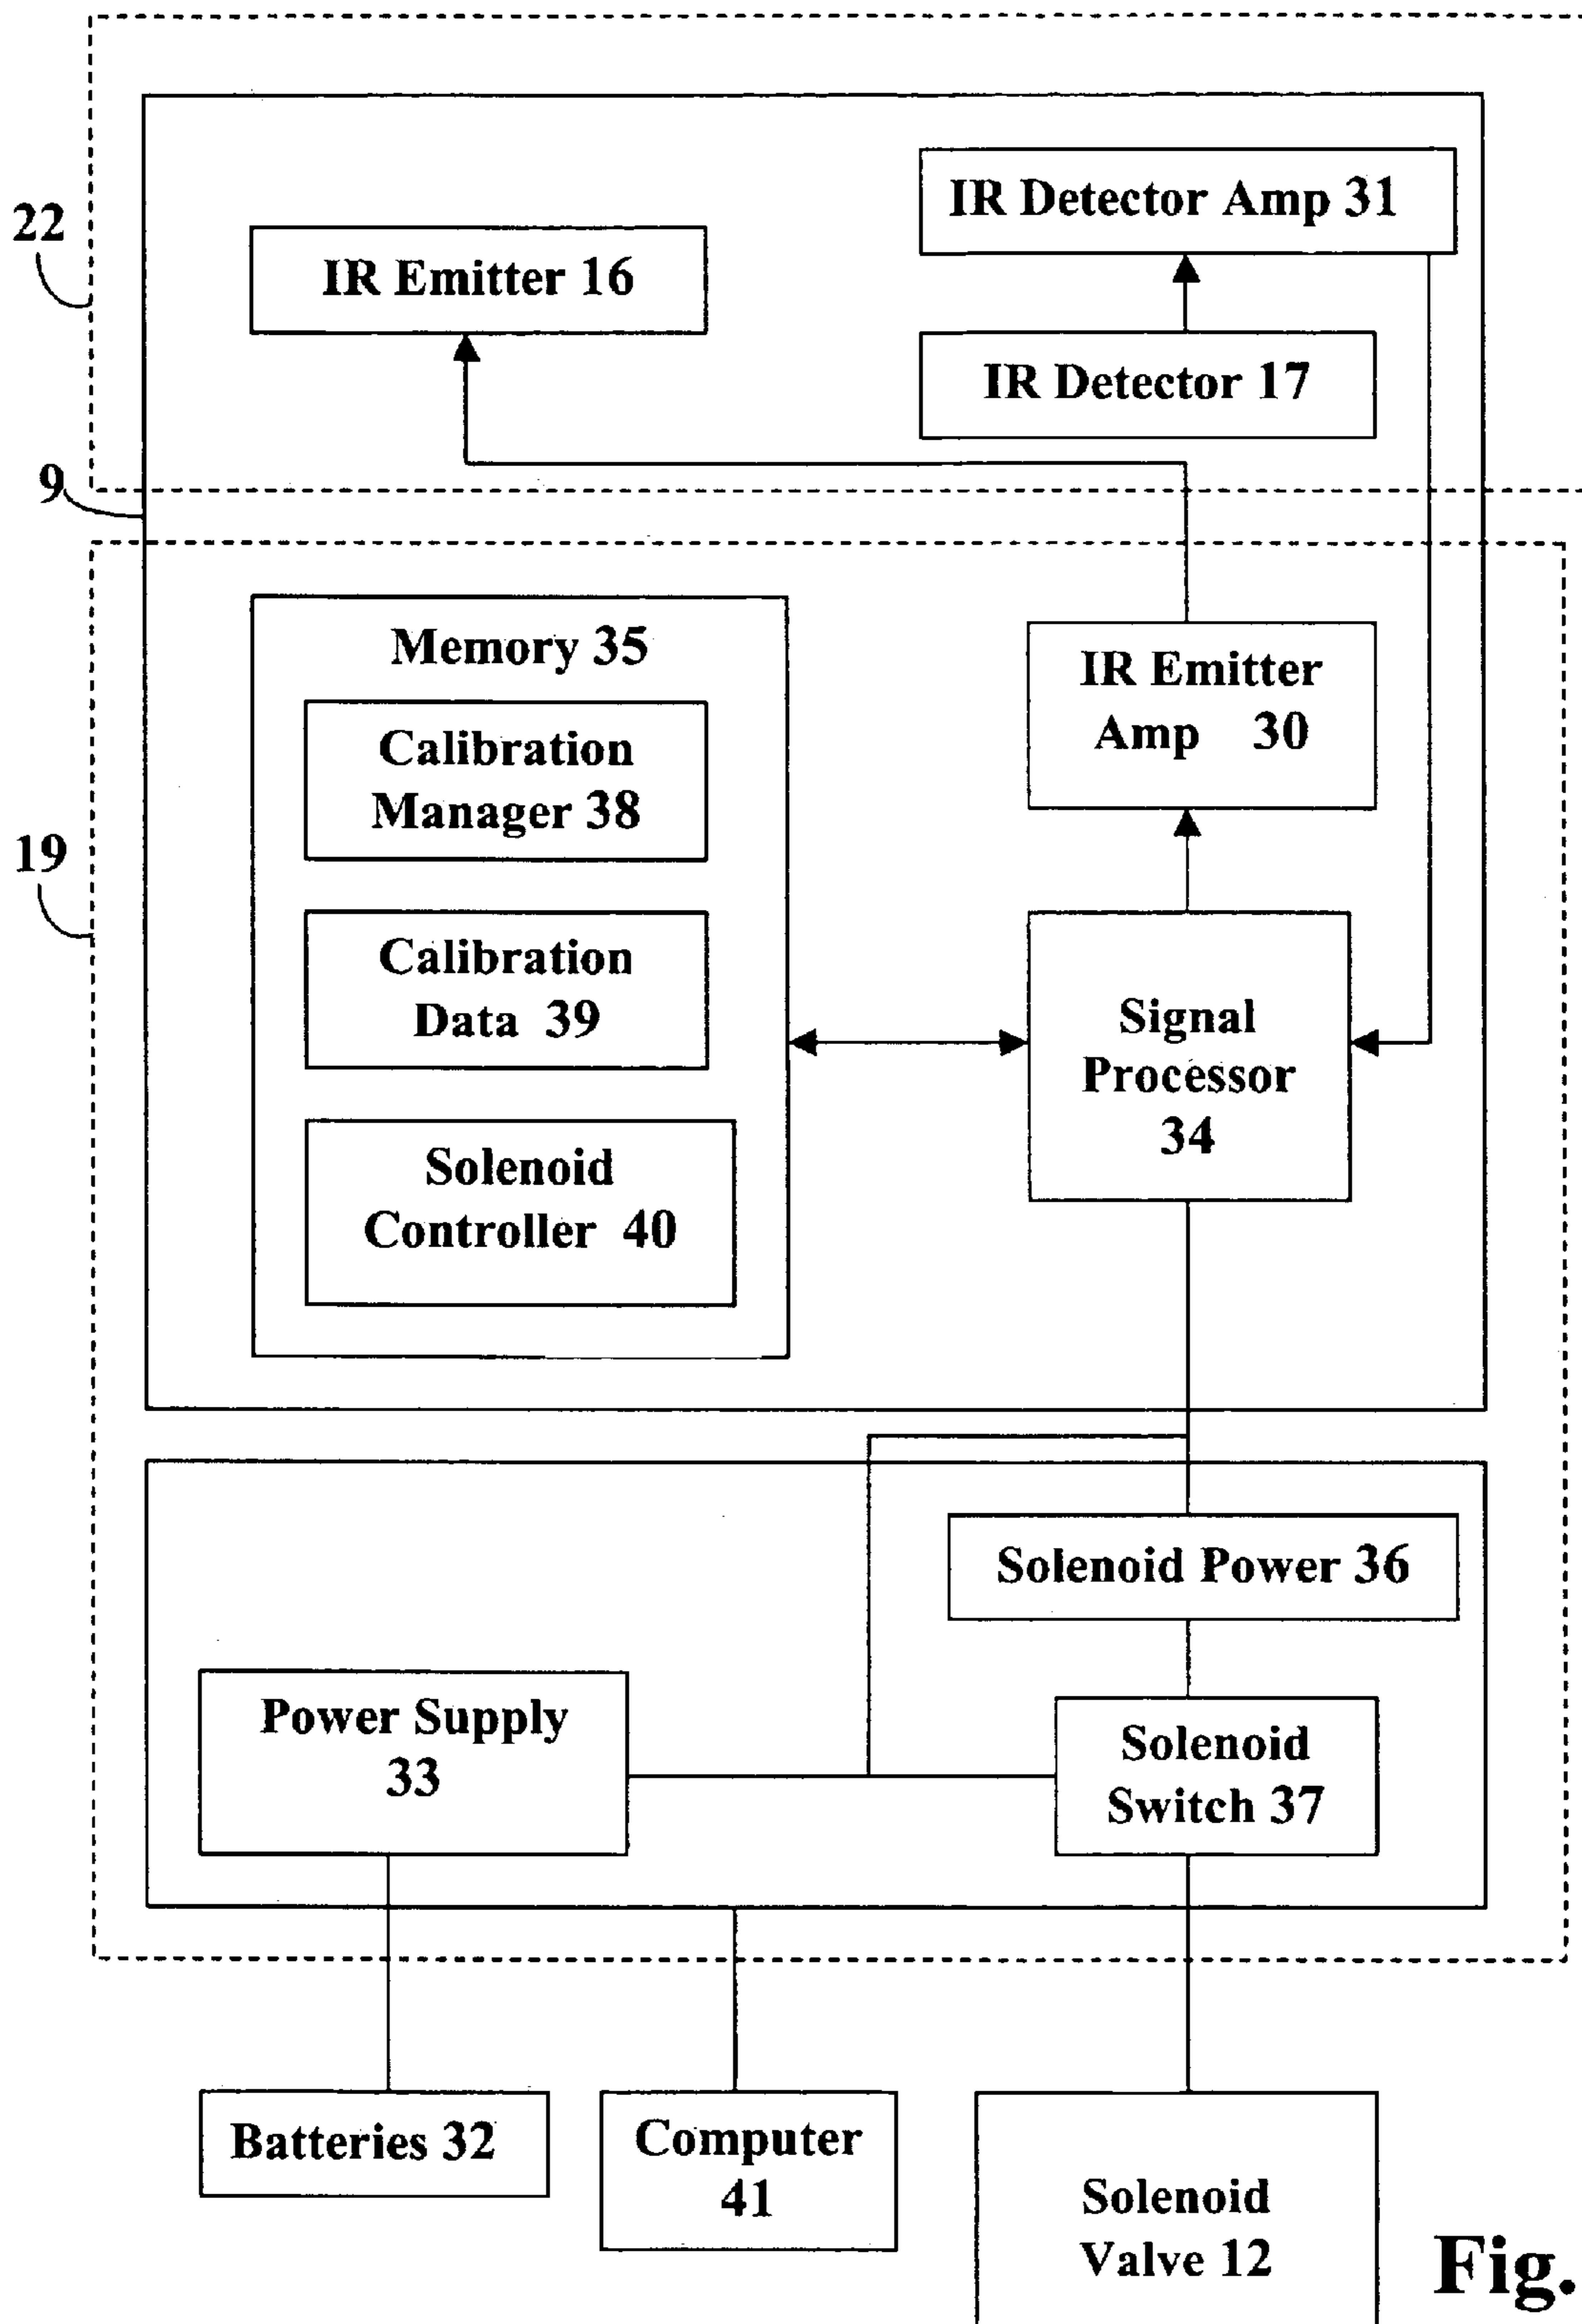 22
IR Detector Amp 31
IR Emitter 16
IR Detector 17
9
Memory 35
Calibration
Manager 38
Calibration
Data 39
Solenoid
Controller 40
IR Emitter
Amp 30
Signal
Processor
34
19
Solenoid Power 36
Power Supply
33
Solenoid
Switch 37
Batteries 32
Computer
41
Solenoid
Valve 12
Fig.